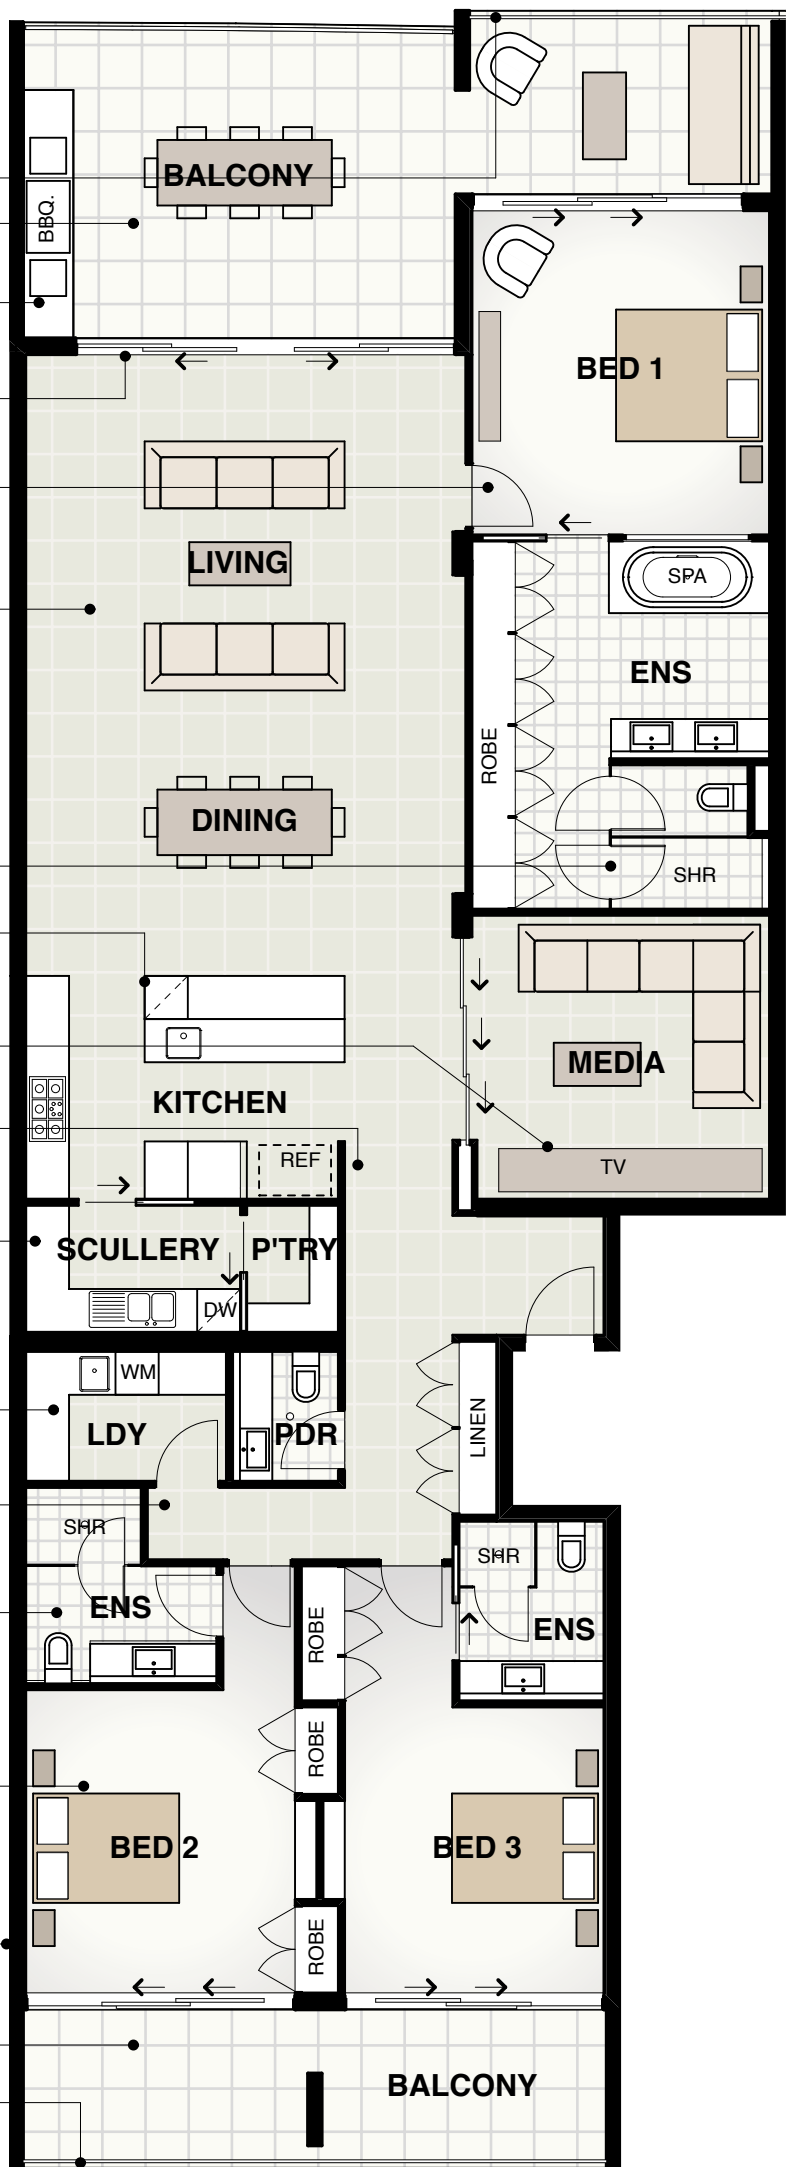 BALCONY
BBQ.
BED 1
LIVING
SPA
ENS
ROBE
DINING
SHR
MEDIA
KITCHEN
REF
TV
SCULLERY
P'TRY
DW
WM
LDY
PDR
LINEN
SHR
SHR
ENS
ROBE
ENS
ROBE
BED 2
BED 3
ROBE
BALCONY